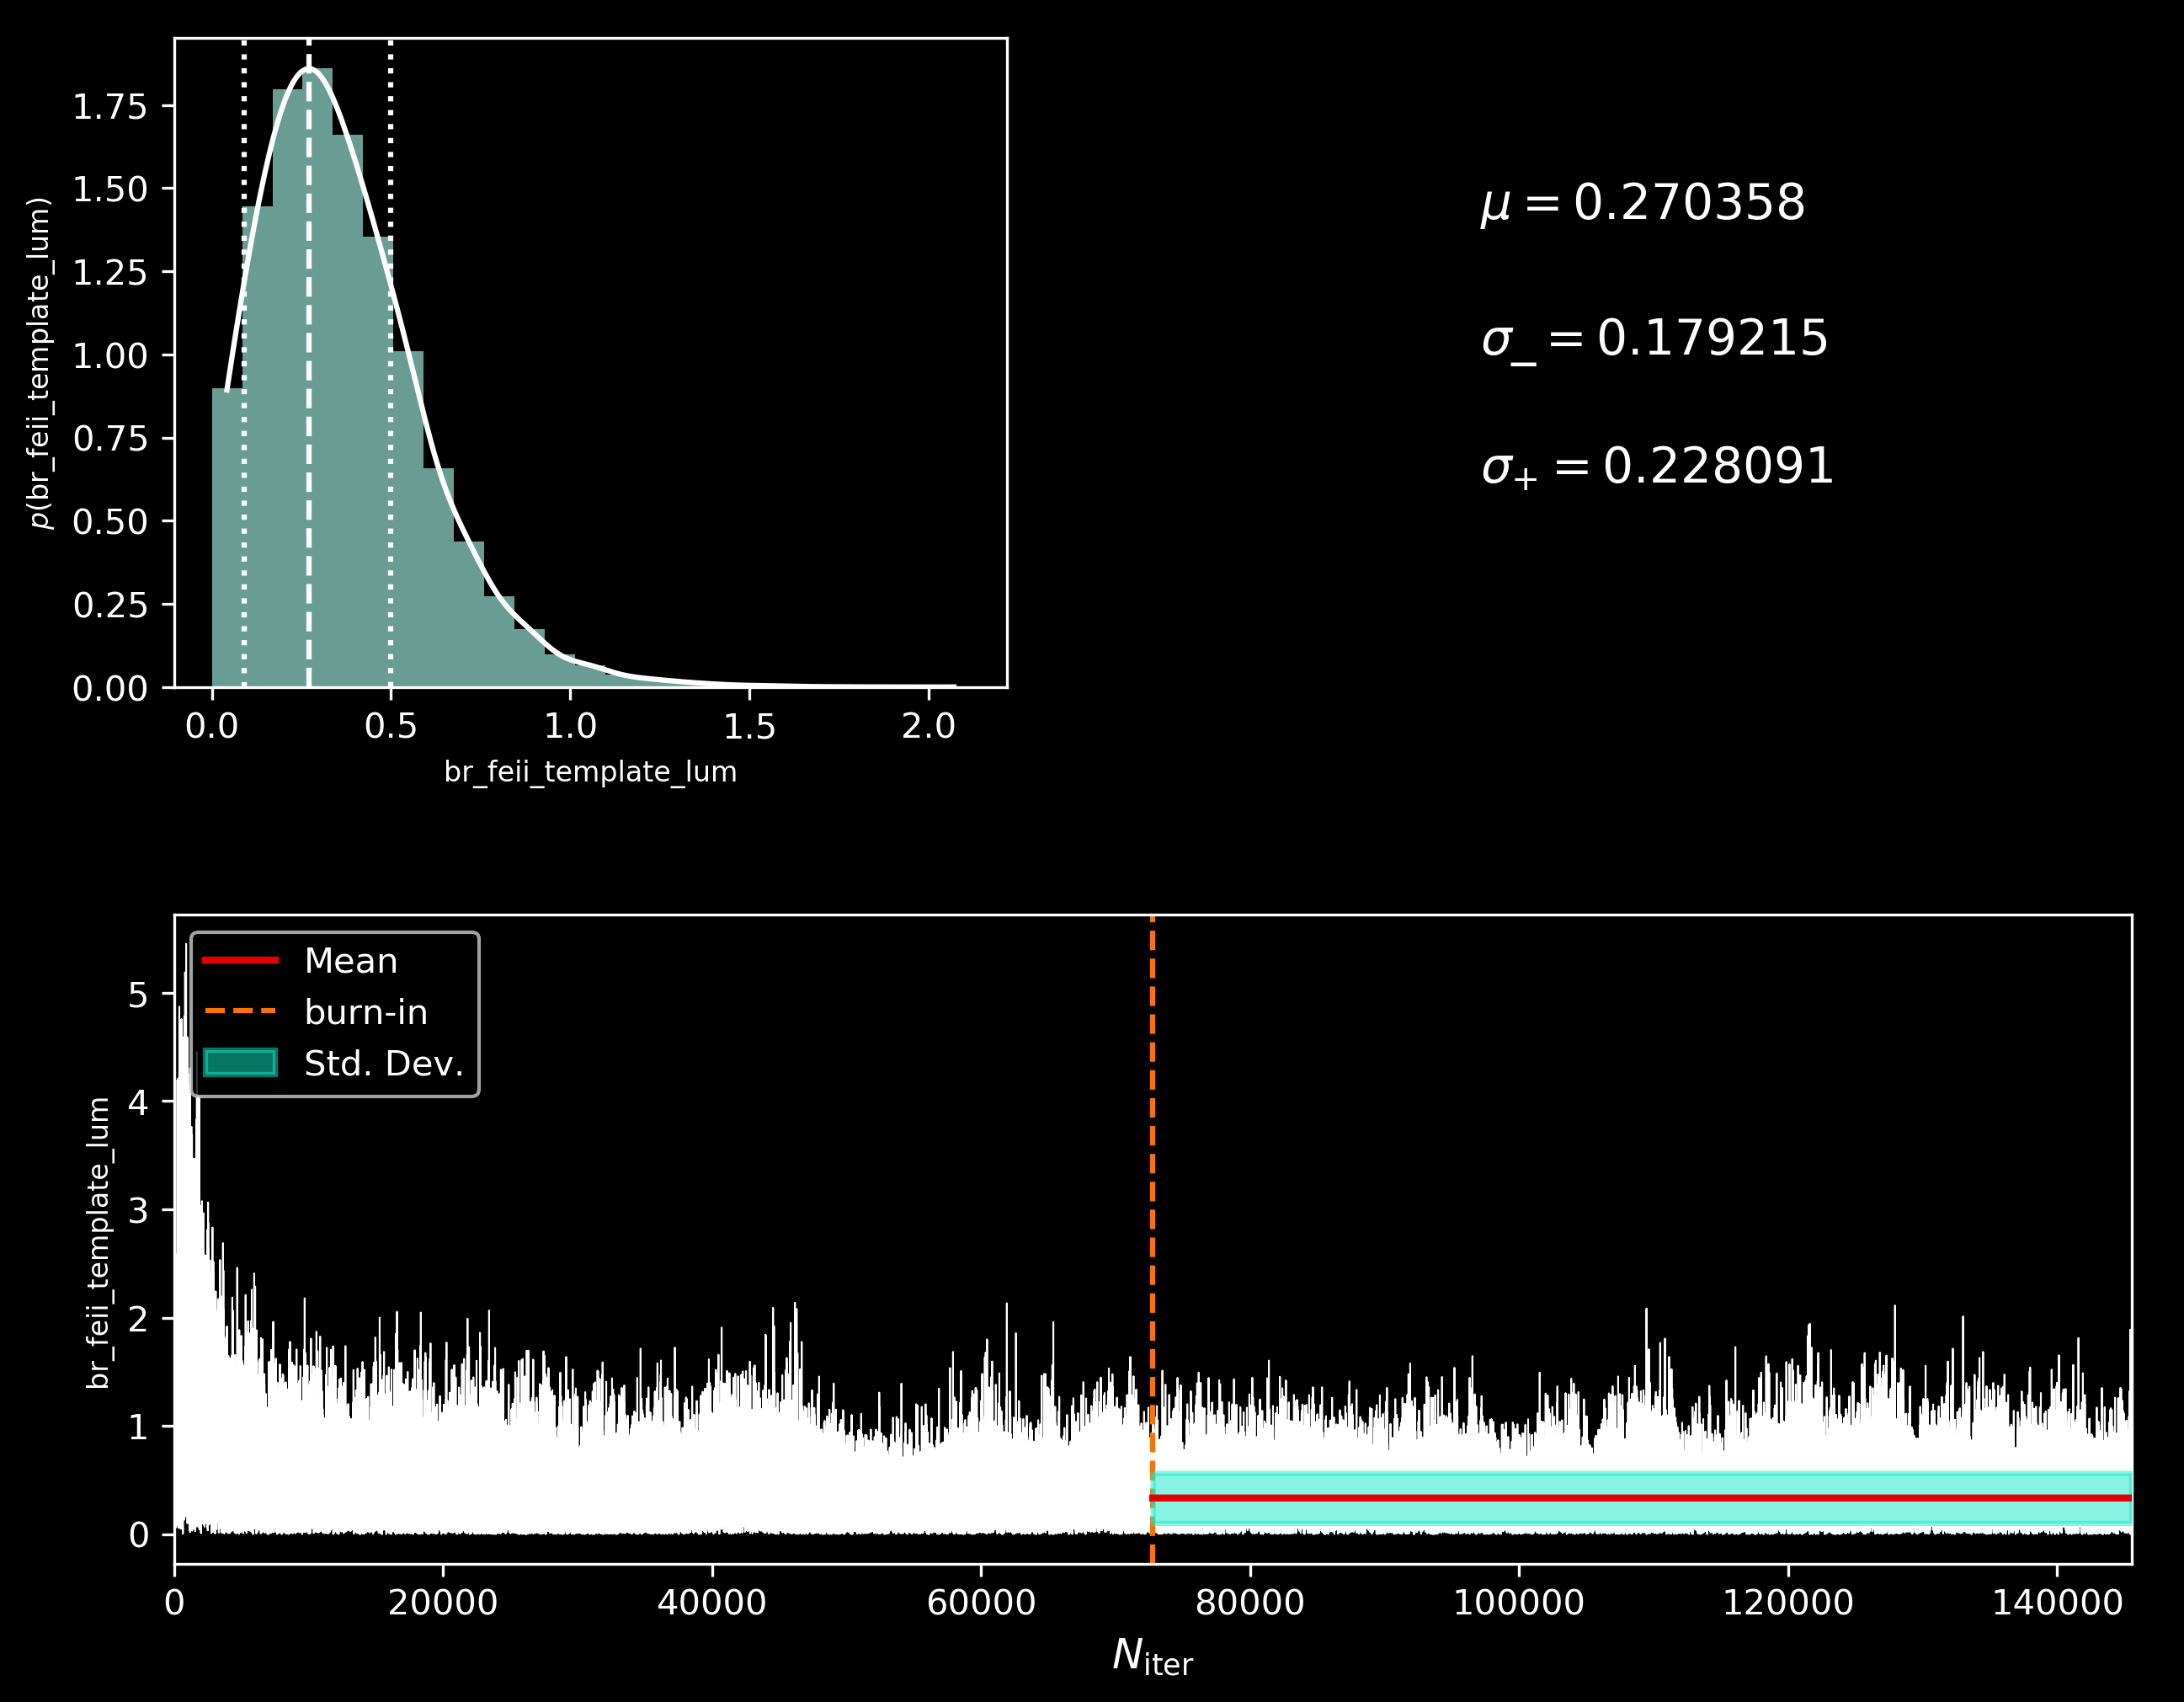 p(br_feii_template_lum)
1.75
1.50
1.25
1.00
0.75
0.50
0.25
0.00
0.0 0.5 1.0 1.5 2.0
br_feii_template_lum
μ = 0.270358
σ_ = 0.179215
σ+ = 0.228091
br_feii_template_lum
5
4
3
2
1
0
Mean
burn-in
Std. Dev.
0 20000 40000 60000 80000 100000 120000 140000
Niter